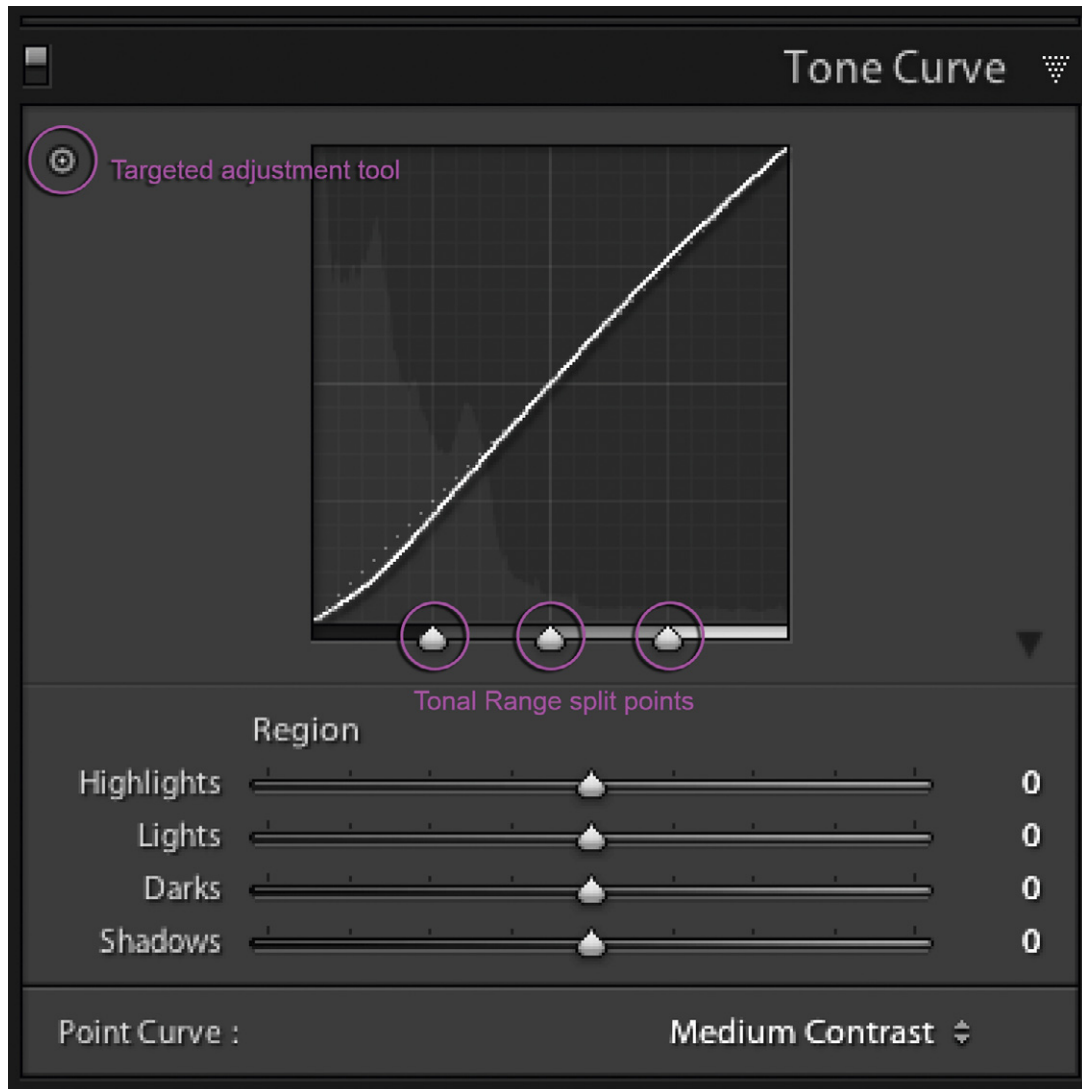 Tone Curve
Targeted adjustment tool
Tonal Range split points
Region
Highlights 0
Lights 0
Darks 0
Shadows 0
Point Curve : Medium Contrast